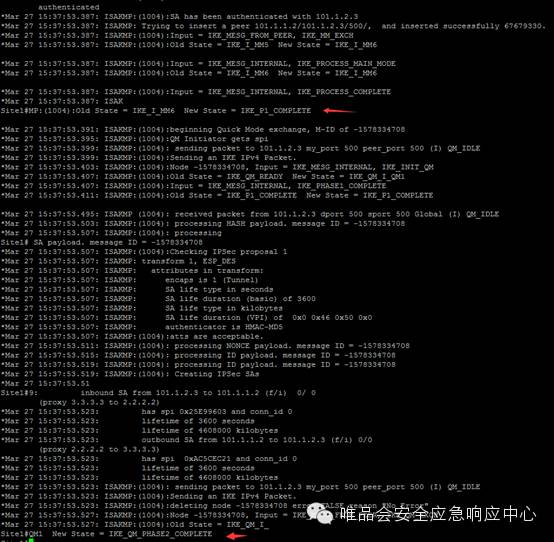 authenticated
*Mar 27 15:37:53.387: ISAKMP:(1004):SA has been authenticated with 101.1.2.3
*Mar 27 15:37:53.387: ISAKMP: Trying to insert a peer 101.1.1.2/101.1.2.3/500/,  and inserted successfully 67679330.
*Mar 27 15:37:53.387: ISAKMP:(1004):Input = IKE_MESG_FROM_PEER, IKE_MM_EXCH
*Mar 27 15:37:53.387: ISAKMP:(1004):Old State = IKE_I_MM5  New State = IKE_I_MM6
*Mar 27 15:37:53.387: ISAKMP:(1004):Input = IKE_MESG_INTERNAL, IKE_PROCESS_MAIN_MODE
*Mar 27 15:37:53.387: ISAKMP:(1004):Old State = IKE_I_MM6  New State = IKE_I_MM6
*Mar 27 15:37:53.387: ISAKMP:(1004):Input = IKE_MESG_INTERNAL, IKE_PROCESS_COMPLETE
*Mar 27 15:37:53.387: ISAK
Site1#MP:(1004):Old State = IKE_I_MM6  New State = IKE_P1_COMPLETE
*Mar 27 15:37:53.391: ISAKMP:(1004):beginning Quick Mode exchange, M-ID of -1578334708
*Mar 27 15:37:53.395: ISAKMP:(1004):QM Initiator gets spi
*Mar 27 15:37:53.399: ISAKMP:(1004): sending packet to 101.1.2.3 my_port 500 peer_port 500 (I) QM_IDLE
*Mar 27 15:37:53.399: ISAKMP:(1004):Sending an IKE IPv4 Packet.
*Mar 27 15:37:53.403: ISAKMP:(1004):Node -1578334708, Input = IKE_MESG_INTERNAL, IKE_INIT_QM
*Mar 27 15:37:53.407: ISAKMP:(1004):Old State = IKE_QM_READY  New State = IKE_QM_I_QM1
*Mar 27 15:37:53.407: ISAKMP:(1004):Input = IKE_MESG_INTERNAL, IKE_PHASE1_COMPLETE
*Mar 27 15:37:53.411: ISAKMP:(1004):Old State = IKE_P1_COMPLETE  New State = IKE_P1_COMPLETE
*Mar 27 15:37:53.495: ISAKMP (1004): received packet from 101.1.2.3 dport 500 sport 500 Global (I) QM_IDLE
*Mar 27 15:37:53.503: ISAKMP:(1004): processing HASH payload. message ID = -1578334708
*Mar 27 15:37:53.507: ISAKMP:(1004): processing
Site1# SA payload. message ID = -1578334708
*Mar 27 15:37:53.507: ISAKMP:(1004):Checking IPSec proposal 1
*Mar 27 15:37:53.507: ISAKMP: transform 1, ESP_DES
*Mar 27 15:37:53.507: ISAKMP:   attributes in transform:
*Mar 27 15:37:53.507: ISAKMP:      encaps is 1 (Tunnel)
*Mar 27 15:37:53.507: ISAKMP:      SA life type in seconds
*Mar 27 15:37:53.507: ISAKMP:      SA life duration (basic) of 3600
*Mar 27 15:37:53.507: ISAKMP:      SA life type in kilobytes
*Mar 27 15:37:53.507: ISAKMP:      SA life duration (VPI) of  0x0 0x46 0x50 0x0
*Mar 27 15:37:53.507: ISAKMP:      authenticator is HMAC-MD5
*Mar 27 15:37:53.507: ISAKMP:(1004):atts are acceptable.
*Mar 27 15:37:53.511: ISAKMP:(1004): processing NONCE payload. message ID = -1578334708
*Mar 27 15:37:53.515: ISAKMP:(1004): processing ID payload. message ID = -1578334708
*Mar 27 15:37:53.519: ISAKMP:(1004): processing ID payload. message ID = -1578334708
*Mar 27 15:37:53.519: ISAKMP:(1004): Creating IPSec SAs
*Mar 27 15:37:53.51
Site1#9:         inbound SA from 101.1.2.3 to 101.1.1.2 (f/i)  0/ 0
(proxy 3.3.3.3 to 2.2.2.2)
*Mar 27 15:37:53.523:         has spi 0x25E99603 and conn_id 0
*Mar 27 15:37:53.523:         lifetime of 3600 seconds
*Mar 27 15:37:53.523:         lifetime of 4608000 kilobytes
*Mar 27 15:37:53.523:         outbound SA from 101.1.1.2 to 101.1.2.3 (f/i) 0/0
(proxy 2.2.2.2 to 3.3.3.3)
*Mar 27 15:37:53.523:         has spi  0xAC5CEC21 and conn_id 0
*Mar 27 15:37:53.523:         lifetime of 3600 seconds
*Mar 27 15:37:53.523:         lifetime of 4608000 kilobytes
*Mar 27 15:37:53.523: ISAKMP:(1004): sending packet to 101.1.2.3 my_port 500 peer_port 500 (I) QM_IDLE
*Mar 27 15:37:53.523: ISAKMP:(1004):Sending an IKE IPv4 Packet.
*Mar 27 15:37:53.523: ISAKMP:(1004):deleting node -1578334708 error FALSE reason "No Error"
*Mar 27 15:37:53.523: ISAKMP:(1004):Node -1578334708, Input = IKE_MESG_
*Mar 27 15:37:53.527: ISAKMP:(1004):Old State = IKE_QM_I_
Site1#QM1  New State = IKE_QM_PHASE2_COMPLETE
唯品会安全应急响应中心